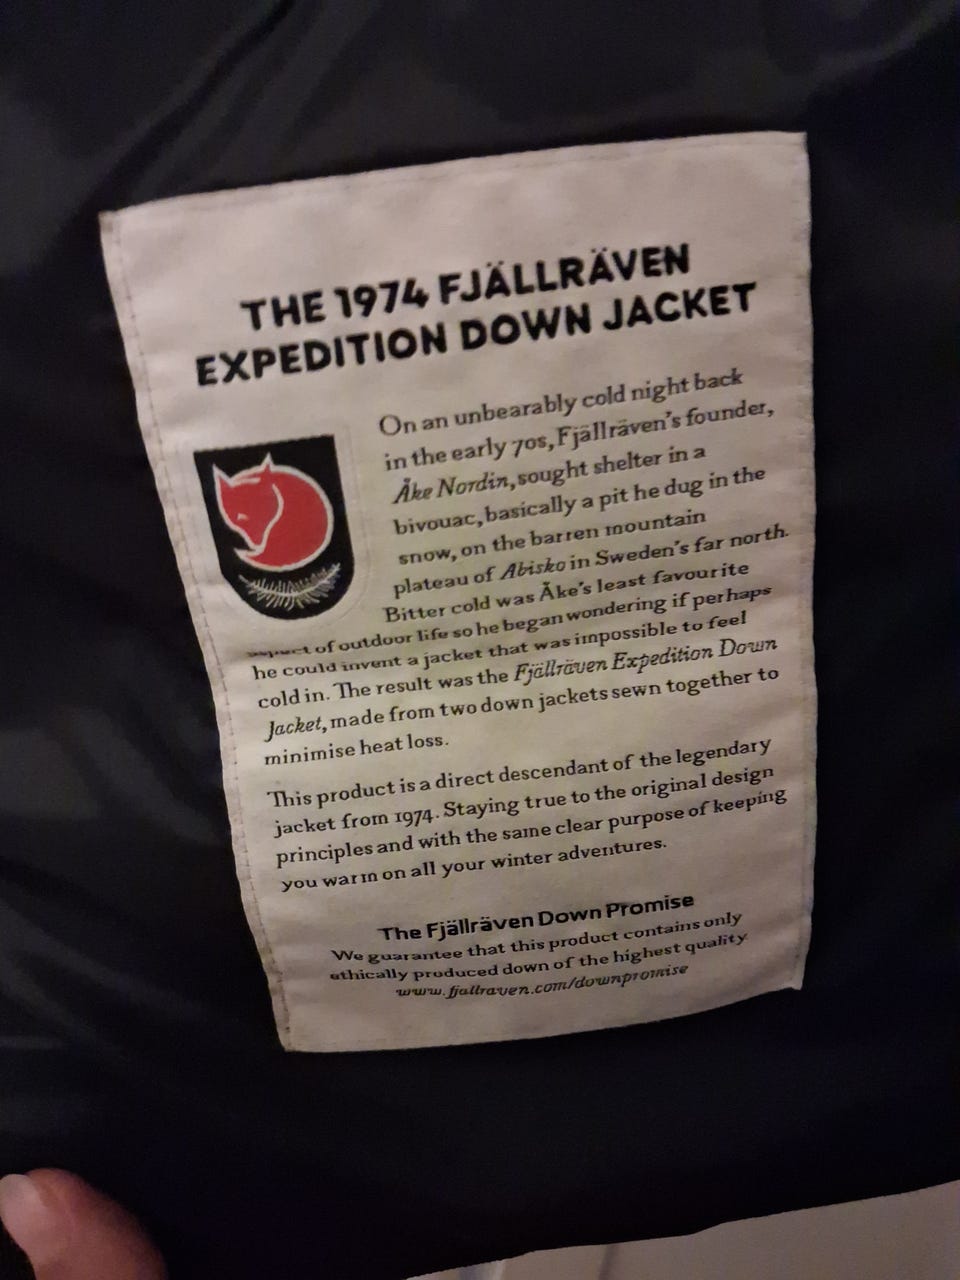 THE 1974 FJÄLLRÄVEN
EXPEDITION DOWN JACKET
On an unbearably cold night back
in the early 70s, Fjällräven's founder,
Åke Nordin, sought shelter in a
bivouac, basically a pit he dug in the
snow, on the barren mountain
plateau of Abisko in Sweden's far north.
Bitter cold was Åke's least favourite
aspect of outdoor life so he began wondering if perhaps
he could invent a jacket that was impossible to feel
cold in. The result was the Fjällräven Expedition Down
Jacket, made from two down jackets sewn together to
minimise heat loss.
This product is a direct descendant of the legendary
jacket from 1974. Staying true to the original design
principles and with the same clear purpose of keeping
you warm on all your winter adventures.
The Fjällräven Down Promise
We guarantee that this product contains only
ethically produced down of the highest quality
www.fjallraven.com/downpromise